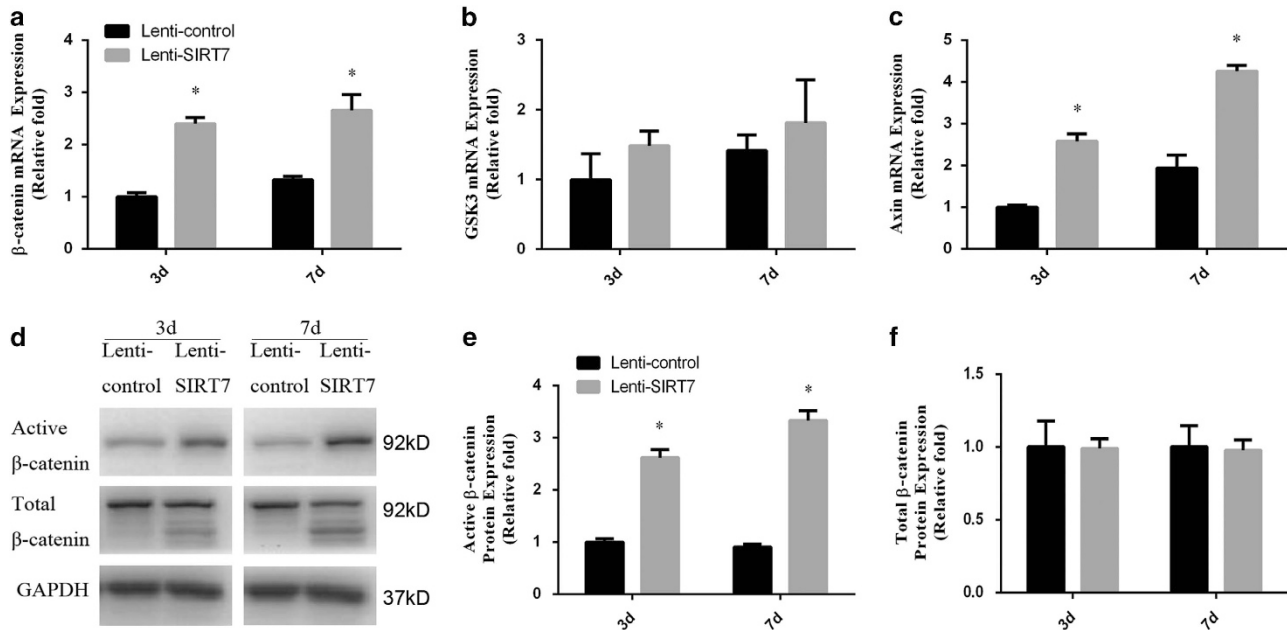 a
β-catenin mRNA Expression
(Relative fold)
4
3
2
1
0
Lenti-control
Lenti-SIRT7
*
*
3d
7d
b
GSK3 mRNA Expression
(Relative fold)
3
2
1
0
3d
7d
c
Axin mRNA Expression
(Relative fold)
5
4
3
2
1
0
*
*
3d
7d
d
3d
7d
Lenti- Lenti- Lenti- Lenti-
control SIRT7 control SIRT7
Active
β-catenin
92kD
Total
β-catenin
92kD
GAPDH
37kD
e
Active β-catenin
Protein Expression
(Relative fold)
4
3
2
1
0
Lenti-control
Lenti-SIRT7
*
*
3d
7d
f
Total β-catenin
Protein Expression
(Relative fold)
1.5
1.0
0.5
0.0
3d
7d